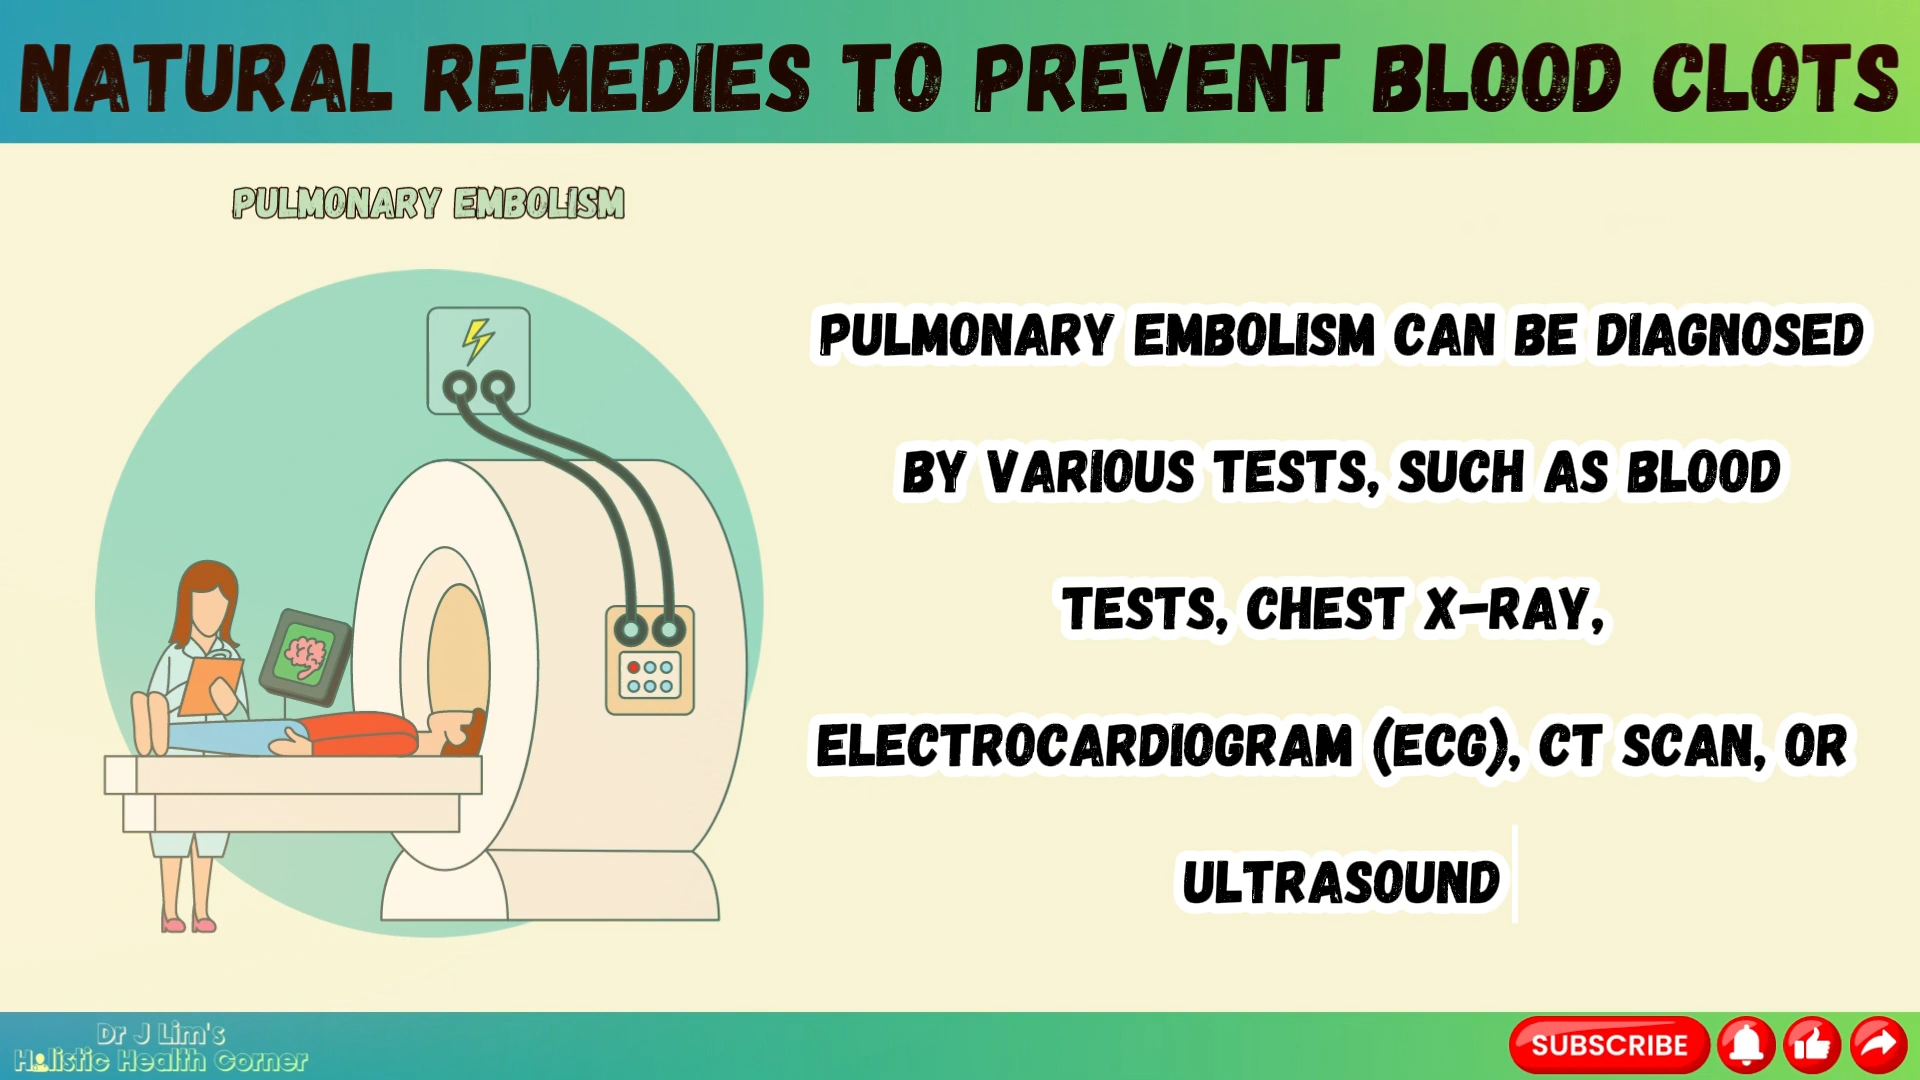 NATURAL REMEDIES TO PREVENT BLOOD CLOTS
PULMONARY EMBOLISM
PULMONARY EMBOLISM CAN BE DIAGNOSED
BY VARIOUS TESTS, SUCH AS BLOOD
TESTS, CHEST X-RAY,
ELECTROCARDIOGRAM (ECG), CT SCAN, OR
ULTRASOUND
Dr J Lim's
Holistic Health Corner
SUBSCRIBE